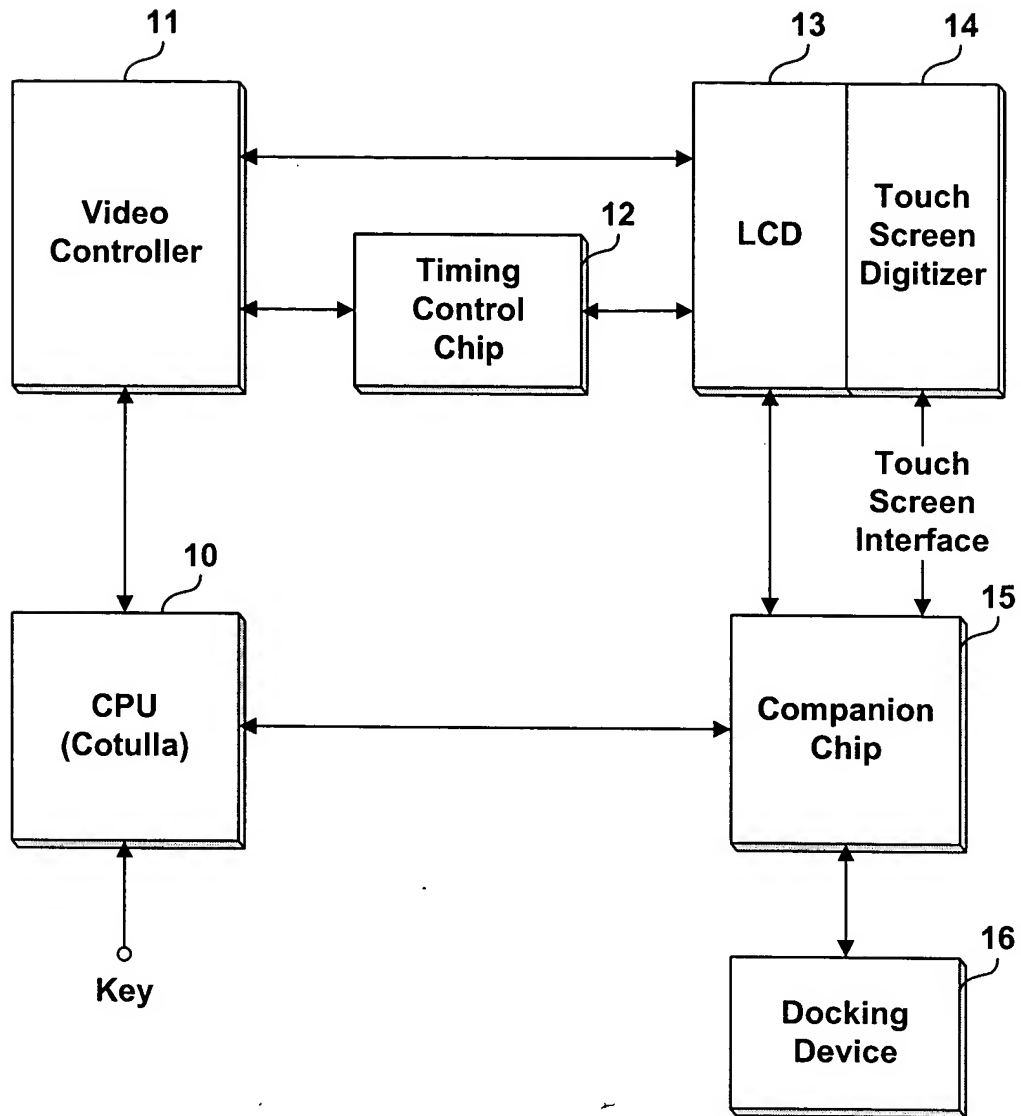 11
13
14
Video
Controller
12
Timing
Control
Chip
LCD
Touch
Screen
Digitizer
Touch
Screen
Interface
10
15
CPU
(Cotulla)
Companion
Chip
Key
16
Docking
Device